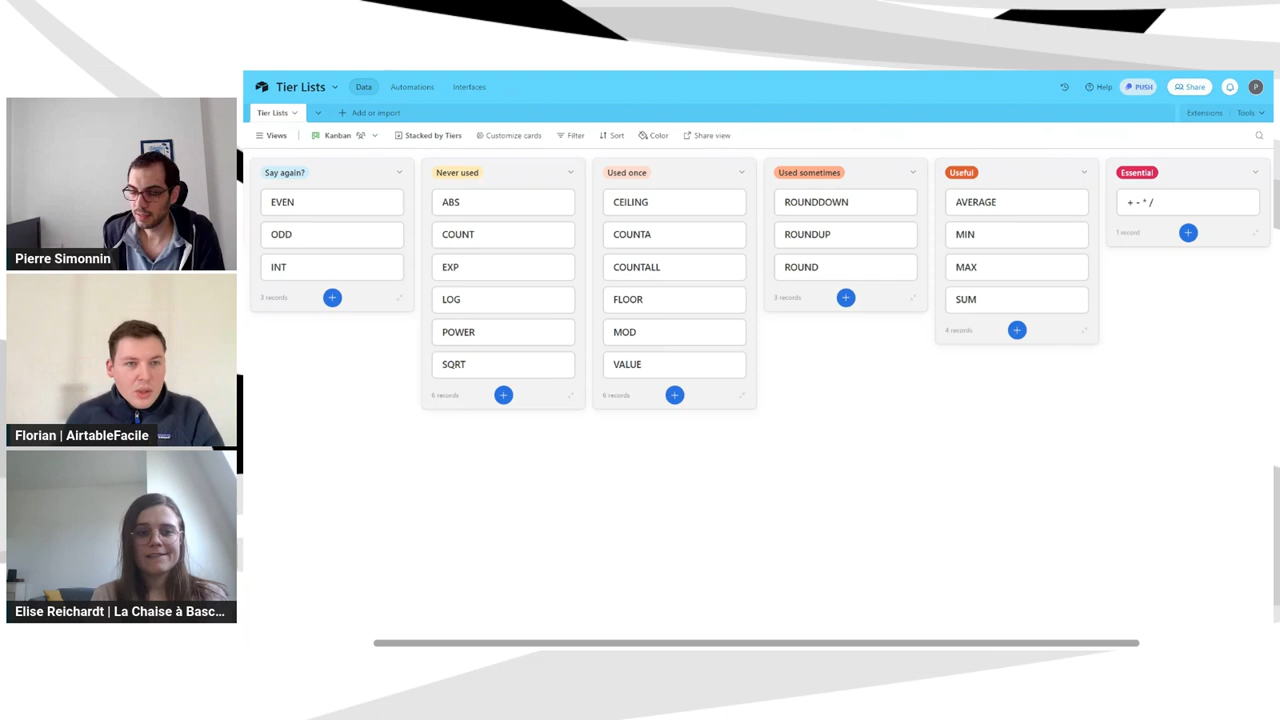 Pierre Simonnin
Florian | AirtableFacile
Elise Reichardt | La Chaise à Basc...
Tier Lists
Data
Automations
Interfaces
Help
PUSH
Share
P
Tier Lists
Add or import
Extensions
Tools
Views
Kanban
Stacked by Tiers
Customize cards
Filter
Sort
Color
Share view
Say again?
EVEN
ODD
INT
3 records
Never used
ABS
COUNT
EXP
LOG
POWER
SQRT
6 records
Used once
CEILING
COUNTA
COUNTALL
FLOOR
MOD
VALUE
6 records
Used sometimes
ROUNDDOWN
ROUNDUP
ROUND
3 records
Useful
AVERAGE
MIN
MAX
SUM
4 records
Essential
+ - * /
1 record